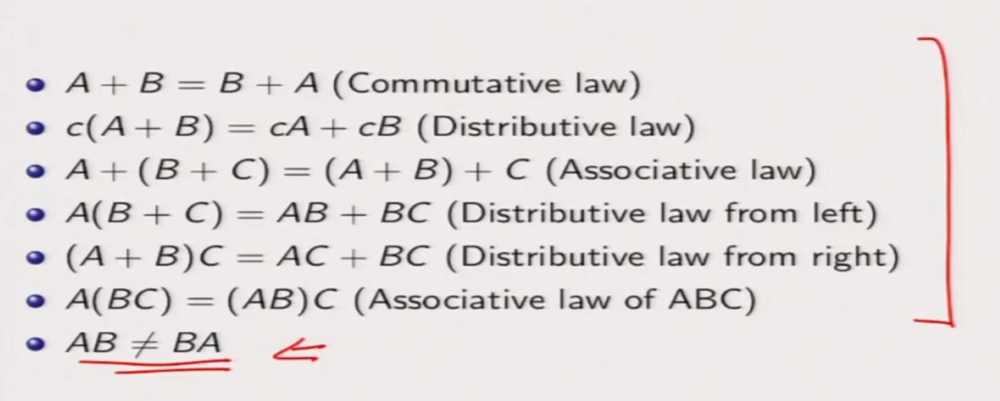 • A + B = B + A (Commutative law)
• c(A + B) = cA + cB (Distributive law)
• A + (B + C) = (A + B) + C (Associative law)
• A(B + C) = AB + BC (Distributive law from left)
• (A + B)C = AC + BC (Distributive law from right)
• A(BC) = (AB)C (Associative law of ABC)
• AB ≠ BA